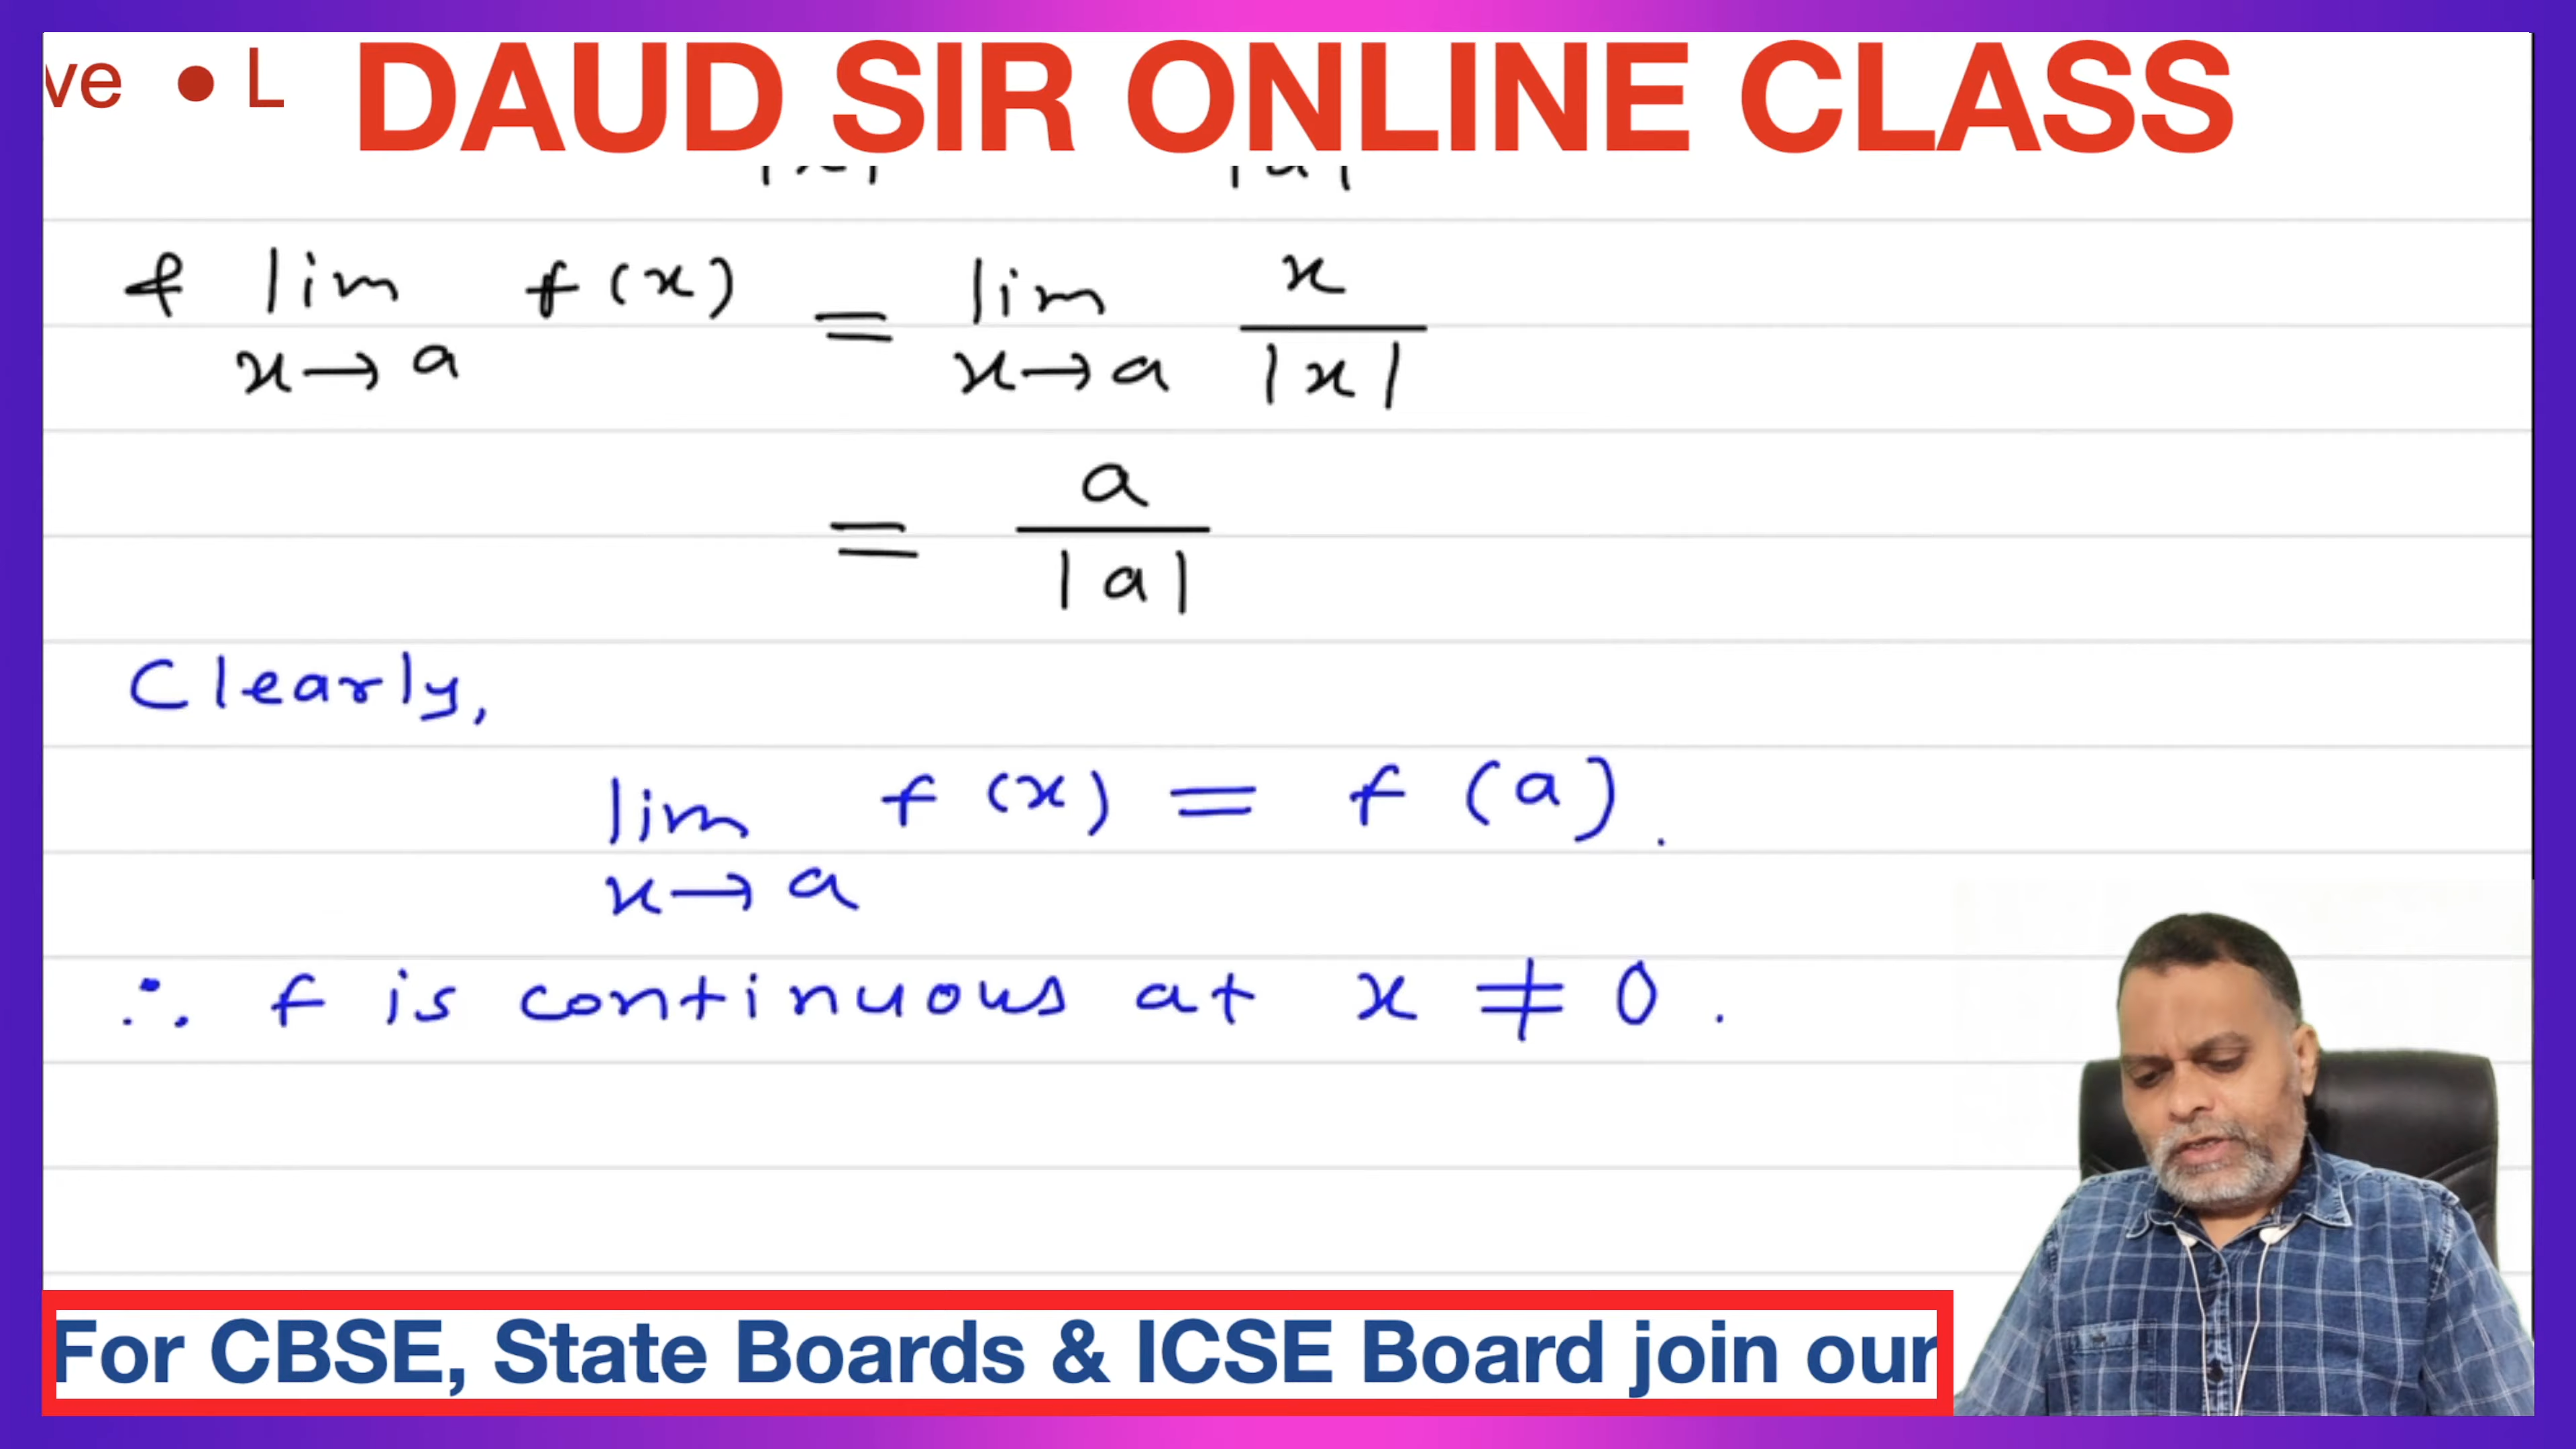 ve • L DAUD SIR ONLINE CLASS
& lim x→a f(x) = lim x→a x/|x|
= a/|a|
Clearly,
lim x→a f(x) = f(a).
∴ f is continuous at x ≠ 0.
For CBSE, State Boards & ICSE Board join our